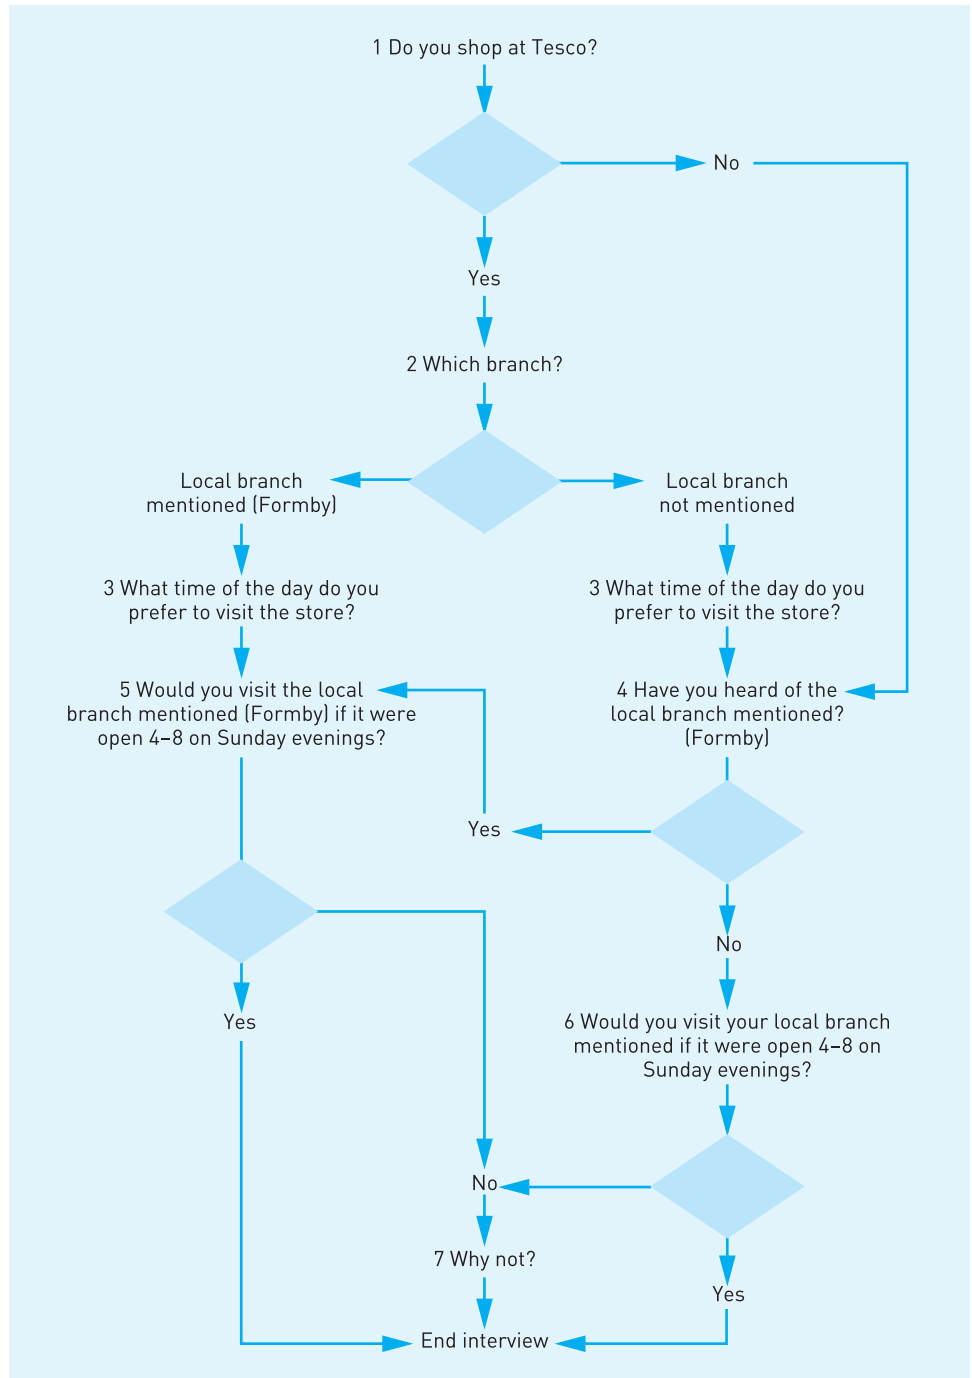 1 Do you shop at Tesco?
No
Yes
2 Which branch?
Local branch
mentioned (Formby)
Local branch
not mentioned
3 What time of the day do you
prefer to visit the store?
3 What time of the day do you
prefer to visit the store?
5 Would you visit the local
branch mentioned (Formby) if it were
open 4–8 on Sunday evenings?
4 Have you heard of the
local branch mentioned?
(Formby)
Yes
No
Yes
6 Would you visit your local branch
mentioned if it were open 4–8 on
Sunday evenings?
No
7 Why not?
Yes
End interview